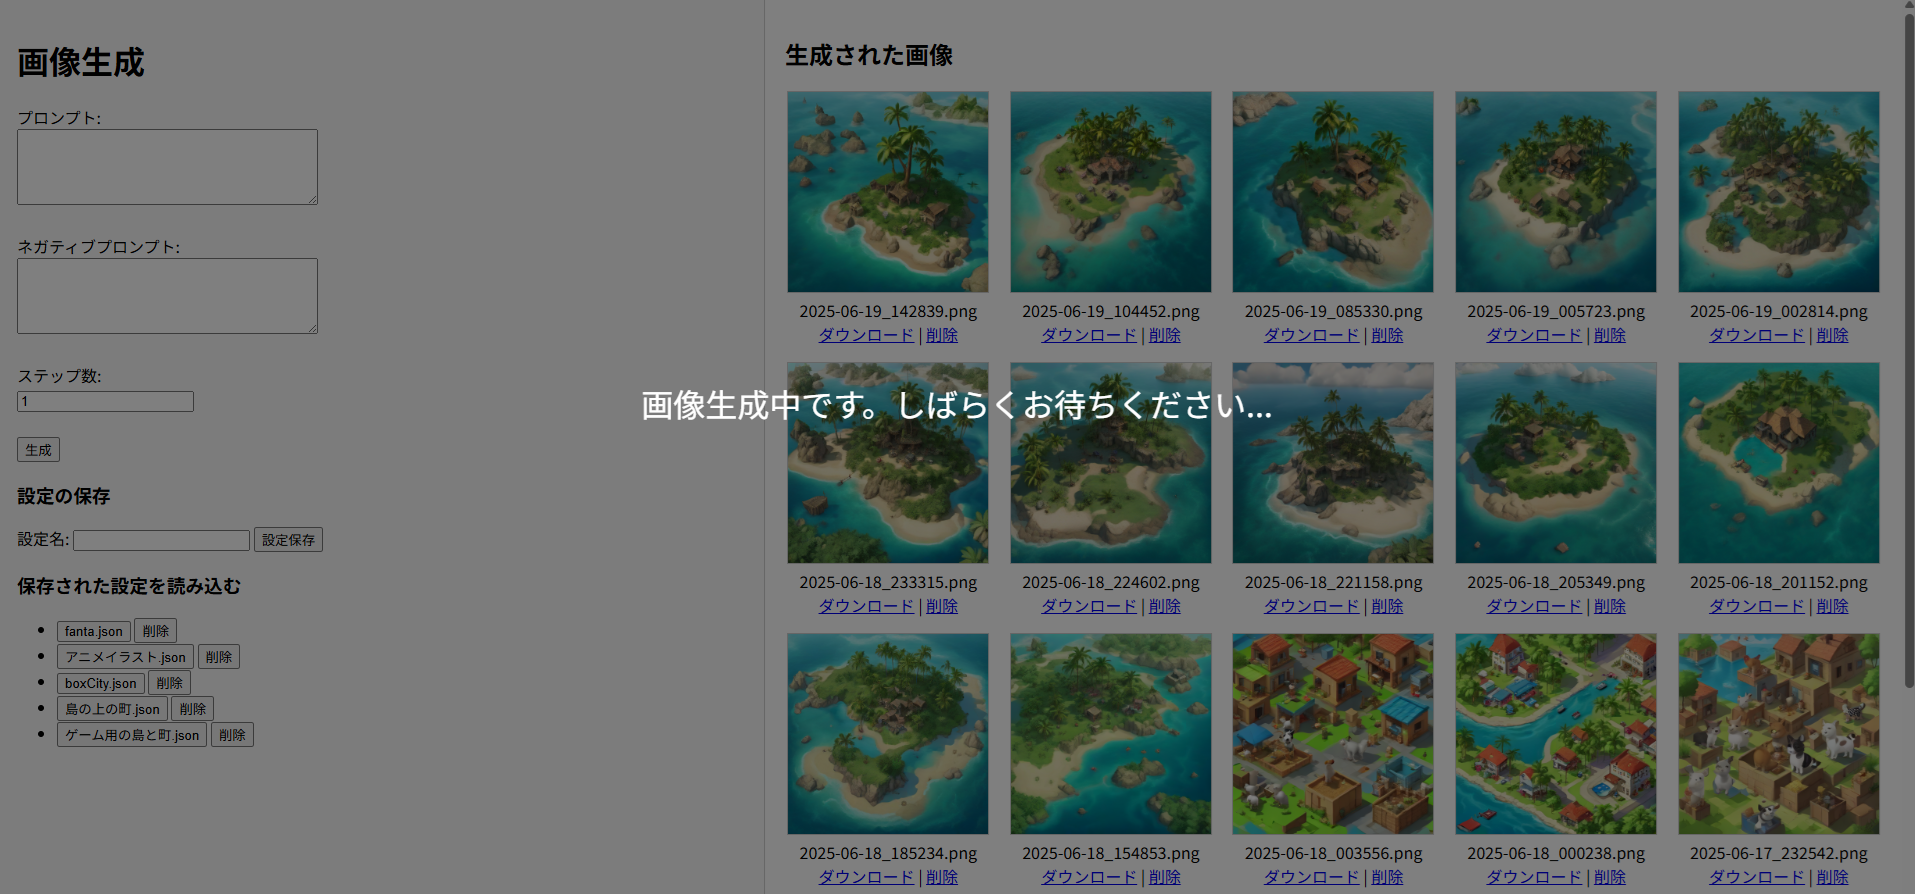 画像生成
プロンプト:
ネガティブプロンプト:
ステップ数:
1
生成
設定の保存
設定名:
設定保存
保存された設定を読み込む
fanta.json 削除
アニメイラスト.json 削除
boxCity.json 削除
島の上の町.json 削除
ゲーム用の島と町.json 削除
画像生成中です。しばらくお待ちください...
生成された画像
2025-06-19_142839.png
ダウンロード | 削除
2025-06-19_104452.png
ダウンロード | 削除
2025-06-19_085330.png
ダウンロード | 削除
2025-06-19_005723.png
ダウンロード | 削除
2025-06-19_002814.png
ダウンロード | 削除
2025-06-18_233315.png
ダウンロード | 削除
2025-06-18_224602.png
ダウンロード | 削除
2025-06-18_221158.png
ダウンロード | 削除
2025-06-18_205349.png
ダウンロード | 削除
2025-06-18_201152.png
ダウンロード | 削除
2025-06-18_185234.png
ダウンロード | 削除
2025-06-18_154853.png
ダウンロード | 削除
2025-06-18_003556.png
ダウンロード | 削除
2025-06-18_000238.png
ダウンロード | 削除
2025-06-17_232542.png
ダウンロード | 削除